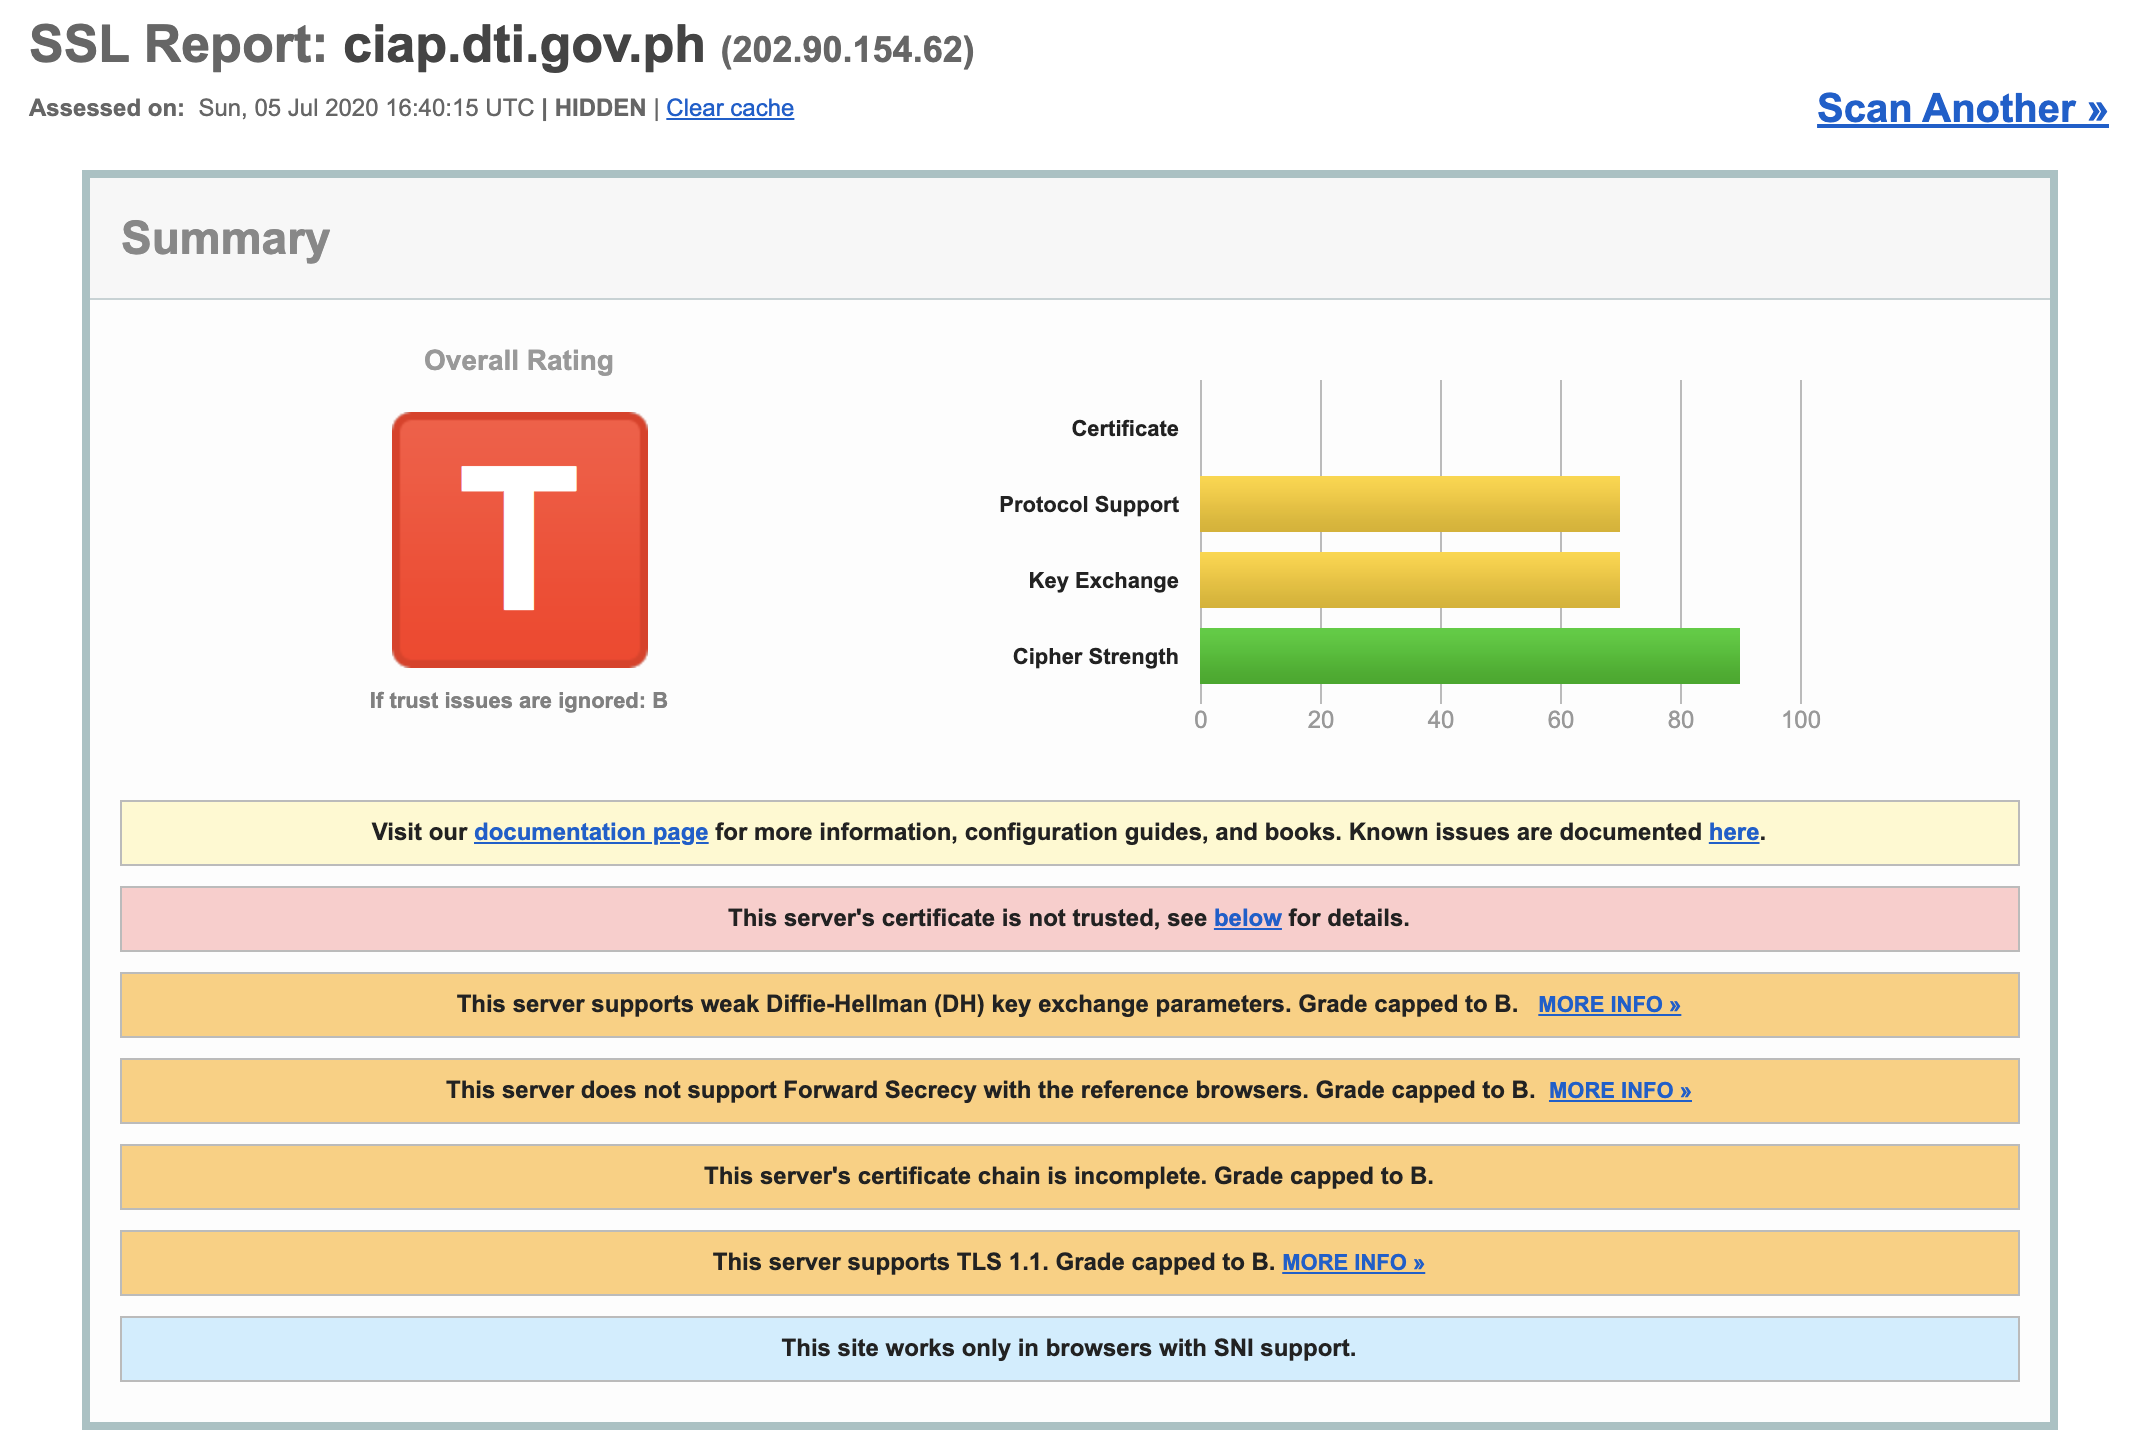 SSL Report: ciap.dti.gov.ph (202.90.154.62)
Assessed on: Sun, 05 Jul 2020 16:40:15 UTC | HIDDEN | Clear cache
Scan Another »
Summary
Overall Rating
T
If trust issues are ignored: B
Certificate
Protocol Support
Key Exchange
Cipher Strength
0 20 40 60 80 100
Visit our documentation page for more information, configuration guides, and books. Known issues are documented here.
This server's certificate is not trusted, see below for details.
This server supports weak Diffie-Hellman (DH) key exchange parameters. Grade capped to B. MORE INFO »
This server does not support Forward Secrecy with the reference browsers. Grade capped to B. MORE INFO »
This server's certificate chain is incomplete. Grade capped to B.
This server supports TLS 1.1. Grade capped to B. MORE INFO »
This site works only in browsers with SNI support.